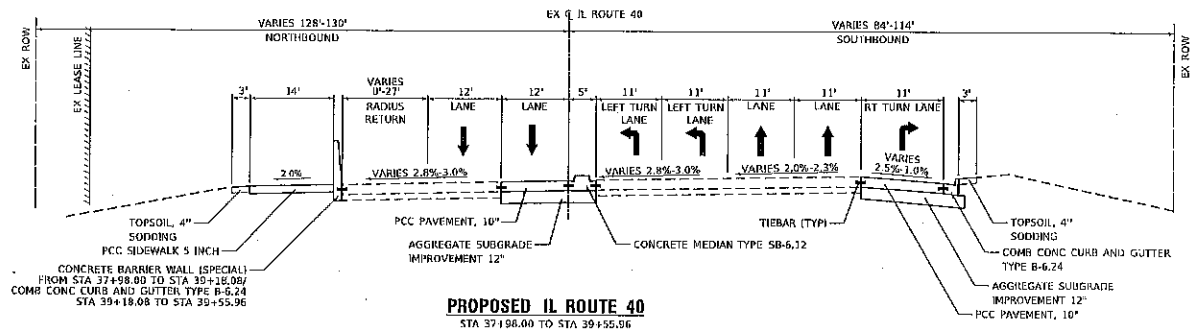 EX ℄ IL ROUTE 40
VARIES 128'-130'
NORTHBOUND
VARIES 84'-114'
SOUTHBOUND
EX ROW
EX LEASE LINE
EX ROW
3'
14'
VARIES
0'-27'
RADIUS
RETURN
12'
LANE
12'
LANE
5'
11'
LEFT TURN
LANE
11'
LEFT TURN
LANE
11'
LANE
11'
LANE
11'
RT TURN LANE
3'
2.0%
VARIES 2.8%-3.0%
VARIES 2.8%-3.0%
VARIES 2.0%-2.3%
VARIES
2.5%-1.0%
TOPSOIL, 4"
SODDING
PCC SIDEWALK 5 INCH
CONCRETE BARRIER WALL (SPECIAL)
FROM STA 37+98.00 TO STA 39+18.08/
COMB CONC CURB AND GUTTER TYPE B-6.24
STA 39+18.08 TO STA 39+55.96
PCC PAVEMENT, 10"
AGGREGATE SUBGRADE
IMPROVEMENT 12"
CONCRETE MEDIAN TYPE SB-6.12
TIEBAR (TYP)
TOPSOIL, 4"
SODDING
COMB CONC CURB AND GUTTER
TYPE B-6.24
AGGREGATE SUBGRADE
IMPROVEMENT 12"
PCC PAVEMENT, 10"
PROPOSED IL ROUTE 40
STA 37+98.00 TO STA 39+55.96